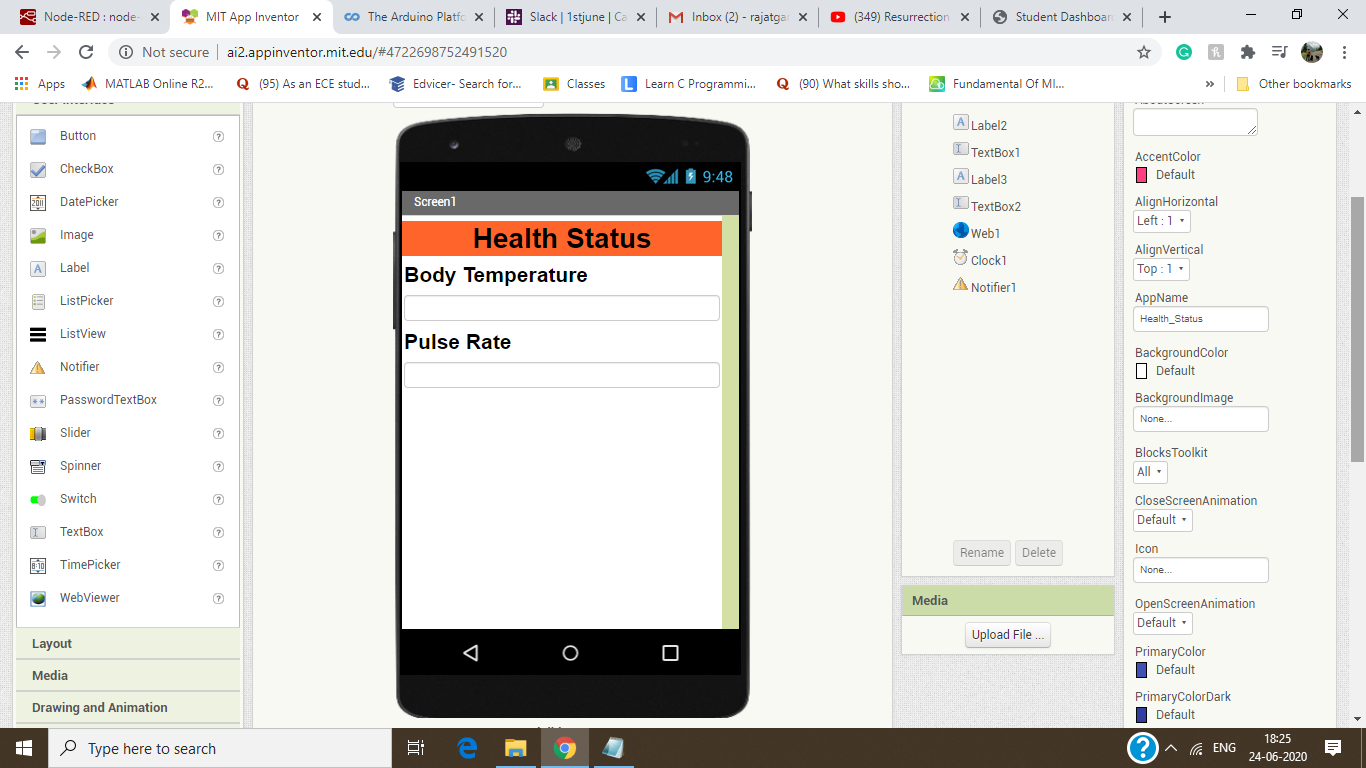 Node-RED : node-
MIT App Inventor
The Arduino Platfo
Slack | 1stjune | Ca
Inbox (2) - rajatgar
(349) Resurrection
Student Dashboard
Not secure | ai2.appinventor.mit.edu/#4722698752491520
Apps
MATLAB Online R2...
(95) As an ECE stud...
Edvicer- Search for...
Classes
Learn C Programmi...
(90) What skills sho...
Fundamental Of MI...
»
Other bookmarks
User Interface
Button ?
CheckBox ?
DatePicker ?
Image ?
Label ?
ListPicker ?
ListView ?
Notifier ?
PasswordTextBox ?
Slider ?
Spinner ?
Switch ?
TextBox ?
TimePicker ?
WebViewer ?
Layout
Media
Drawing and Animation
9:48
Screen1
Health Status
Body Temperature
Pulse Rate
Label2
TextBox1
Label3
TextBox2
Web1
Clock1
Notifier1
Rename Delete
Media
Upload File ...
AboutScreen
AccentColor
Default
AlignHorizontal
Left : 1
AlignVertical
Top : 1
AppName
Health_Status
BackgroundColor
Default
BackgroundImage
None...
BlocksToolkit
All
CloseScreenAnimation
Default
Icon
None...
OpenScreenAnimation
Default
PrimaryColor
Default
PrimaryColorDark
Default
Type here to search
ENG
18:25
24-06-2020